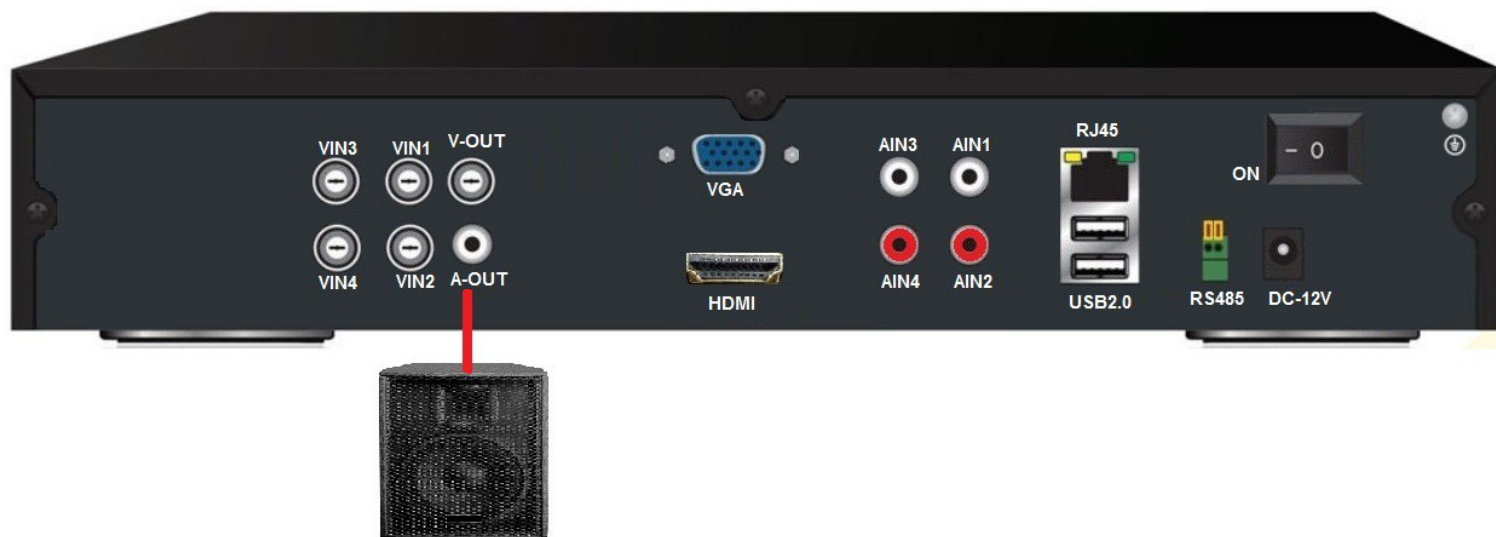 VIN3
VIN1
V-OUT
VIN4
VIN2
A-OUT
VGA
HDMI
AIN3
AIN1
AIN4
AIN2
RJ45
USB2.0
ON
– O
RS485
DC-12V